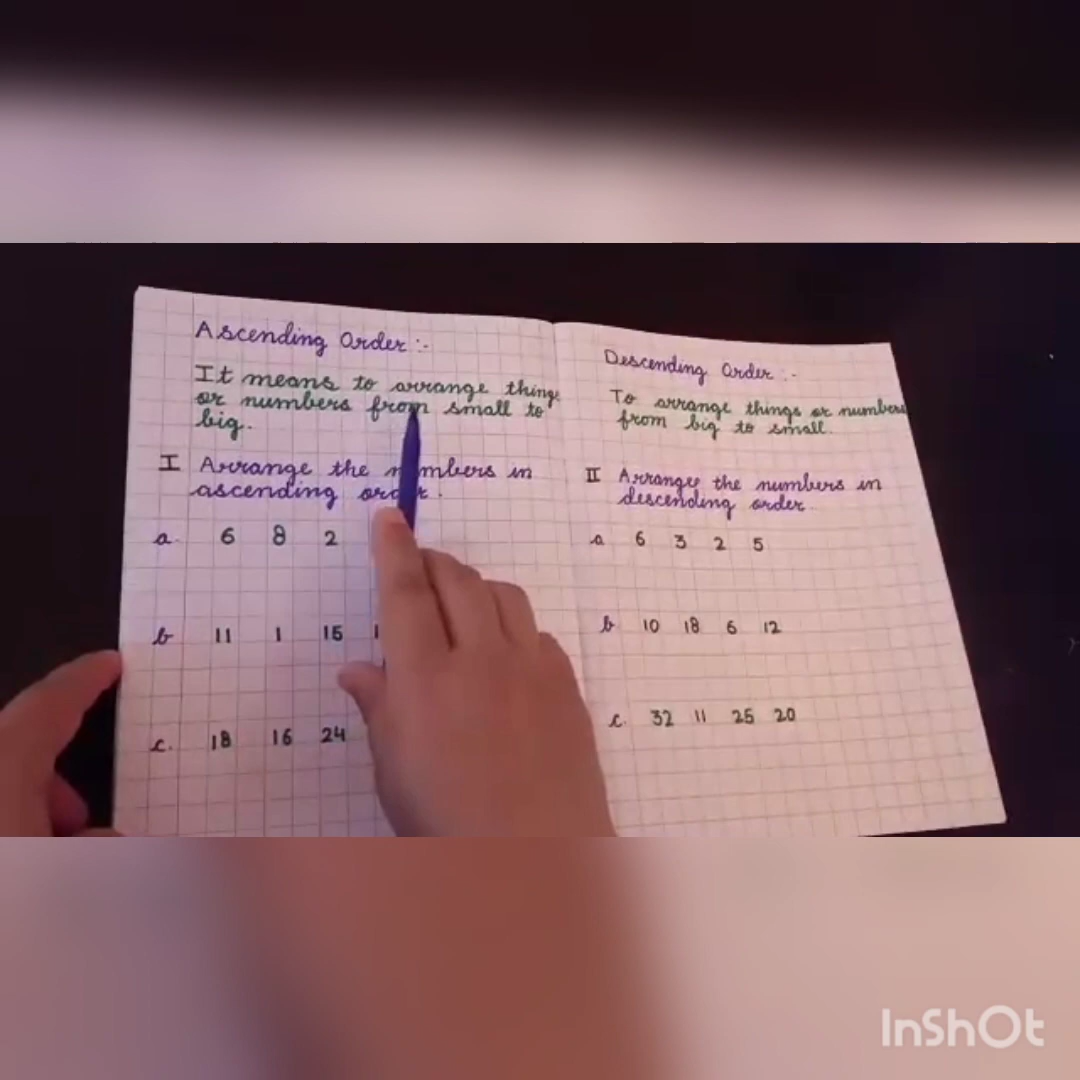 Ascending Order :-
It means to arrange things
or numbers from small to
big.
I Arrange the numbers in
ascending order.
a. 6 8 2
b 11 1 15
c. 18 16 24
Descending Order :-
To arrange things or numbers
from big to small.
II Arranges the numbers in
descending order.
a 6 3 2 5
b 10 18 6 12
c. 32 11 25 20
InShOt